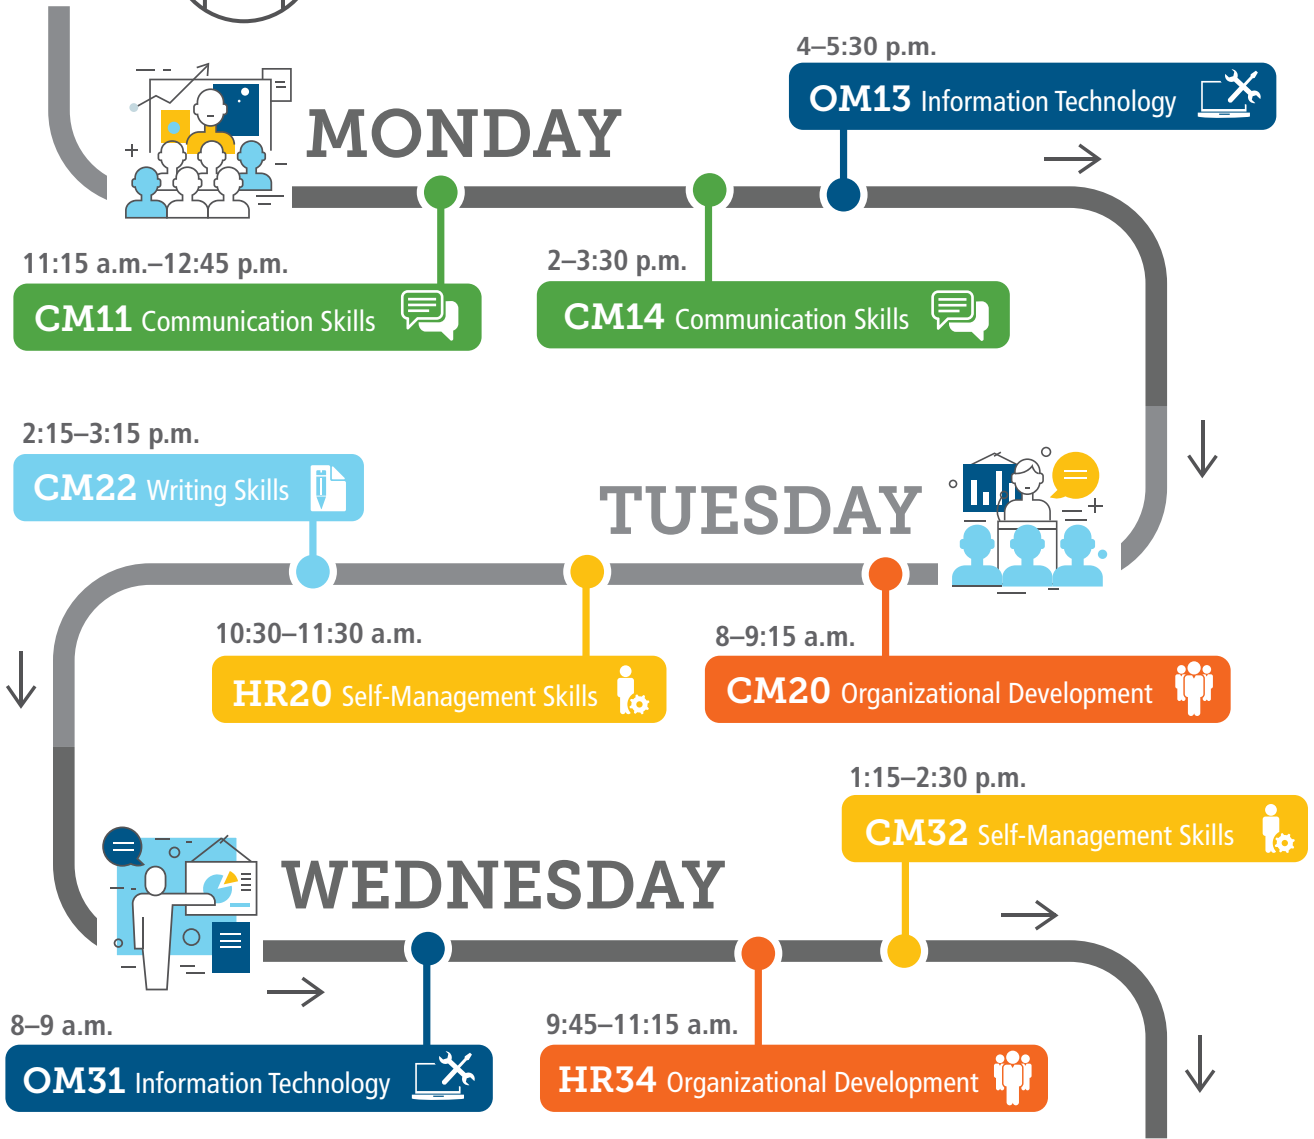 MONDAY
11:15 a.m.–12:45 p.m.
CM11 Communication Skills
2–3:30 p.m.
CM14 Communication Skills
4–5:30 p.m.
OM13 Information Technology
TUESDAY
8–9:15 a.m.
CM20 Organizational Development
10:30–11:30 a.m.
HR20 Self-Management Skills
2:15–3:15 p.m.
CM22 Writing Skills
WEDNESDAY
8–9 a.m.
OM31 Information Technology
9:45–11:15 a.m.
HR34 Organizational Development
1:15–2:30 p.m.
CM32 Self-Management Skills